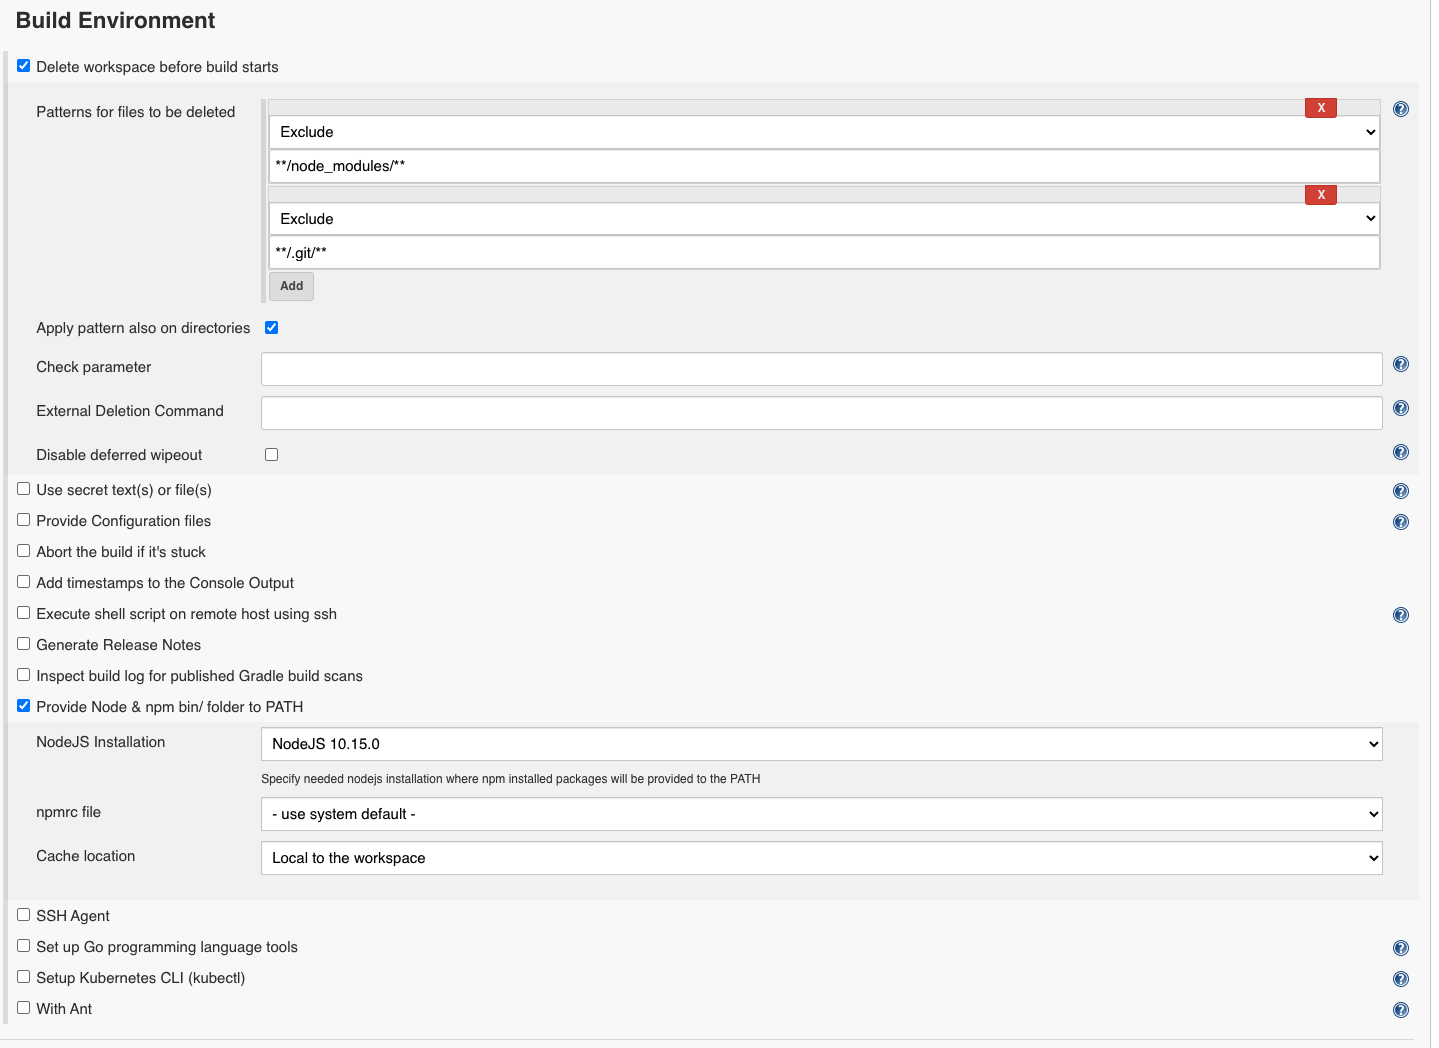 Build Environment
Delete workspace before build starts
Patterns for files to be deleted
X
Exclude
**/node_modules/**
X
Exclude
**/.git/**
Add
Apply pattern also on directories
Check parameter
External Deletion Command
Disable deferred wipeout
Use secret text(s) or file(s)
Provide Configuration files
Abort the build if it's stuck
Add timestamps to the Console Output
Execute shell script on remote host using ssh
Generate Release Notes
Inspect build log for published Gradle build scans
Provide Node & npm bin/ folder to PATH
NodeJS Installation
NodeJS 10.15.0
Specify needed nodejs installation where npm installed packages will be provided to the PATH
npmrc file
- use system default -
Cache location
Local to the workspace
SSH Agent
Set up Go programming language tools
Setup Kubernetes CLI (kubectl)
With Ant